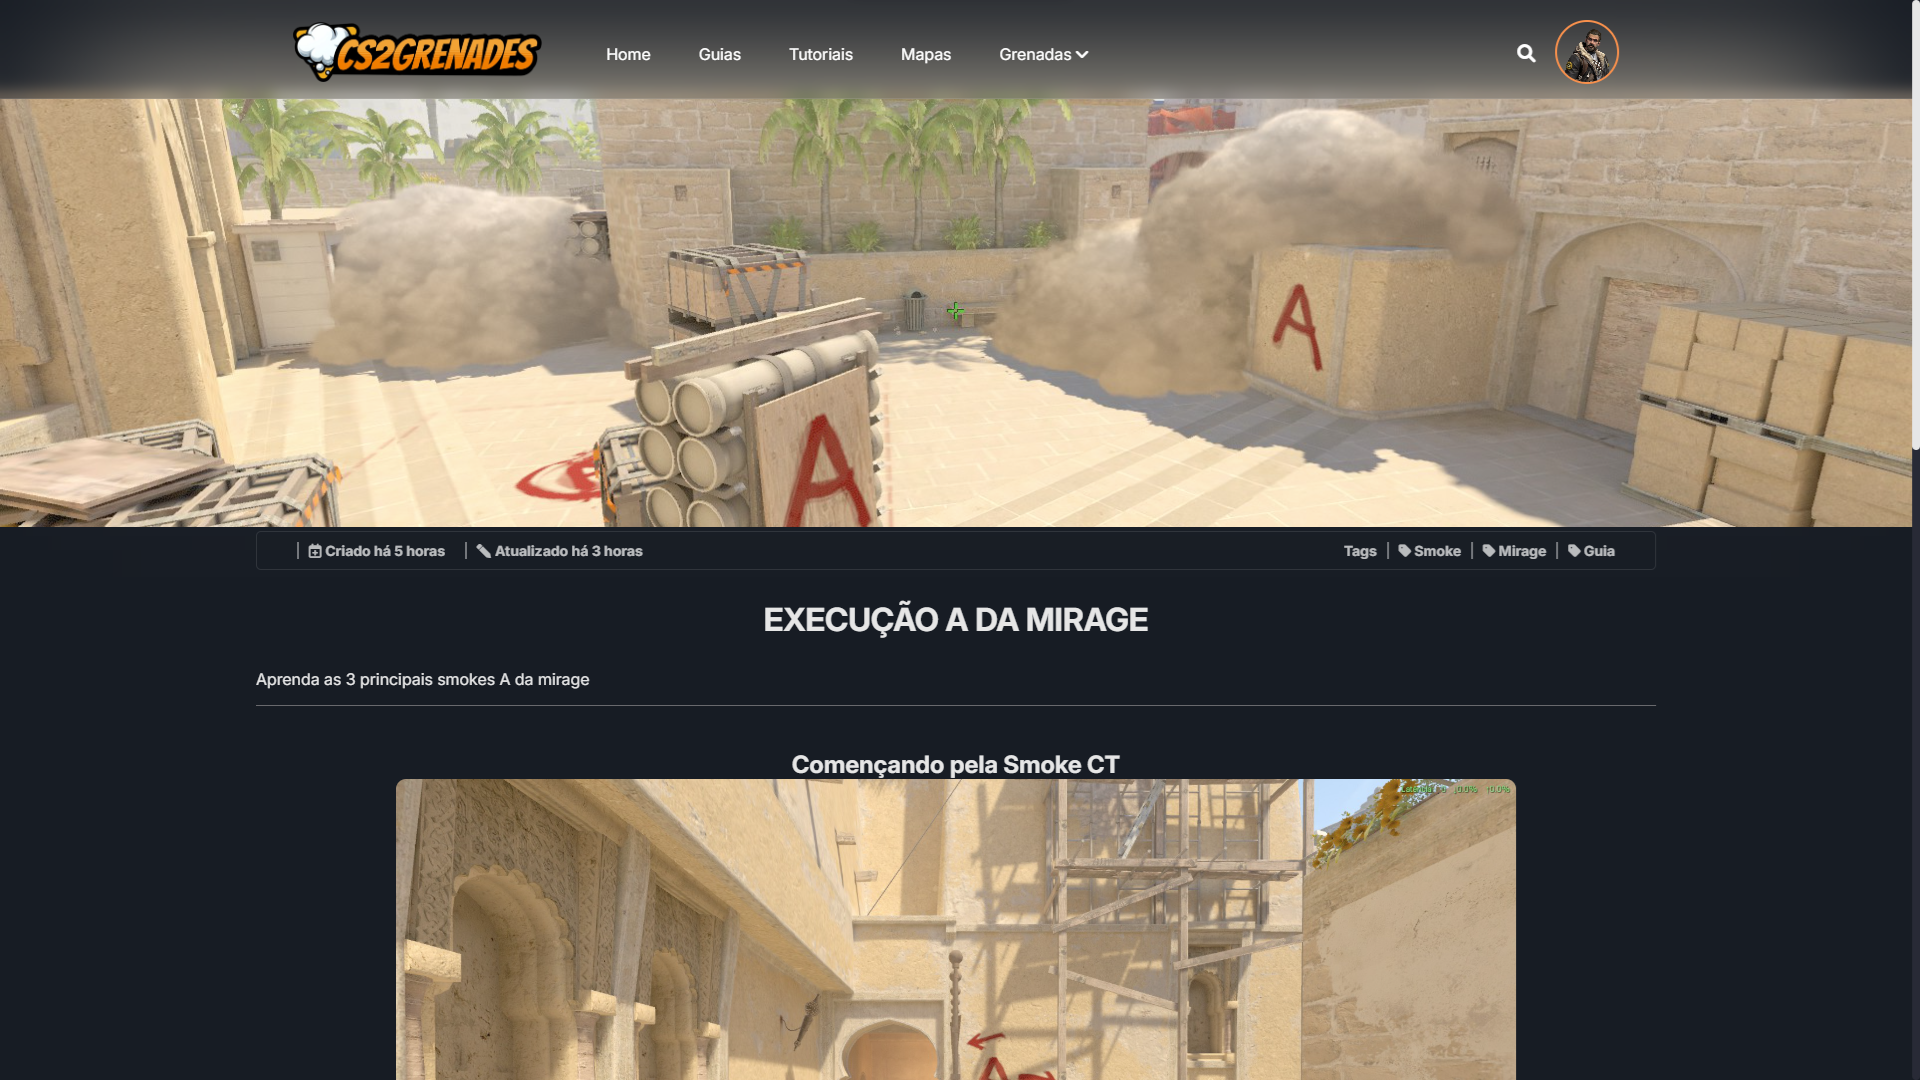 CS2GRENADES
Home
Guias
Tutoriais
Mapas
Grenadas
A
A
Criado há 5 horas
Atualizado há 3 horas
Tags
Smoke
Mirage
Guia
EXECUÇÃO A DA MIRAGE
Aprenda as 3 principais smokes A da mirage
Començando pela Smoke CT
A